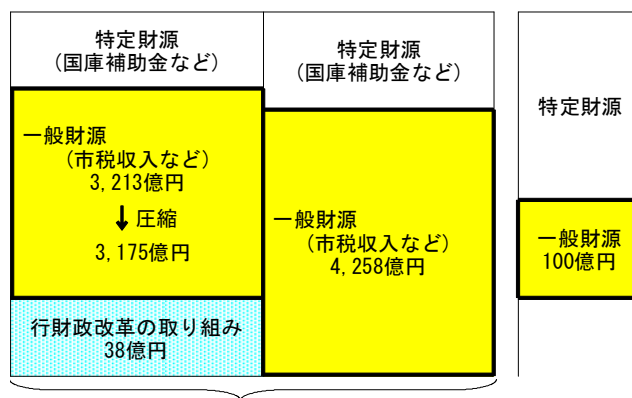 特定財源
（国庫補助金など）
一般財源
（市税収入など）
3,213億円
↓圧縮
3,175億円
行財政改革の取り組み
38億円
特定財源
（国庫補助金など）
一般財源
（市税収入など）
4,258億円
特定財源
一般財源
100億円